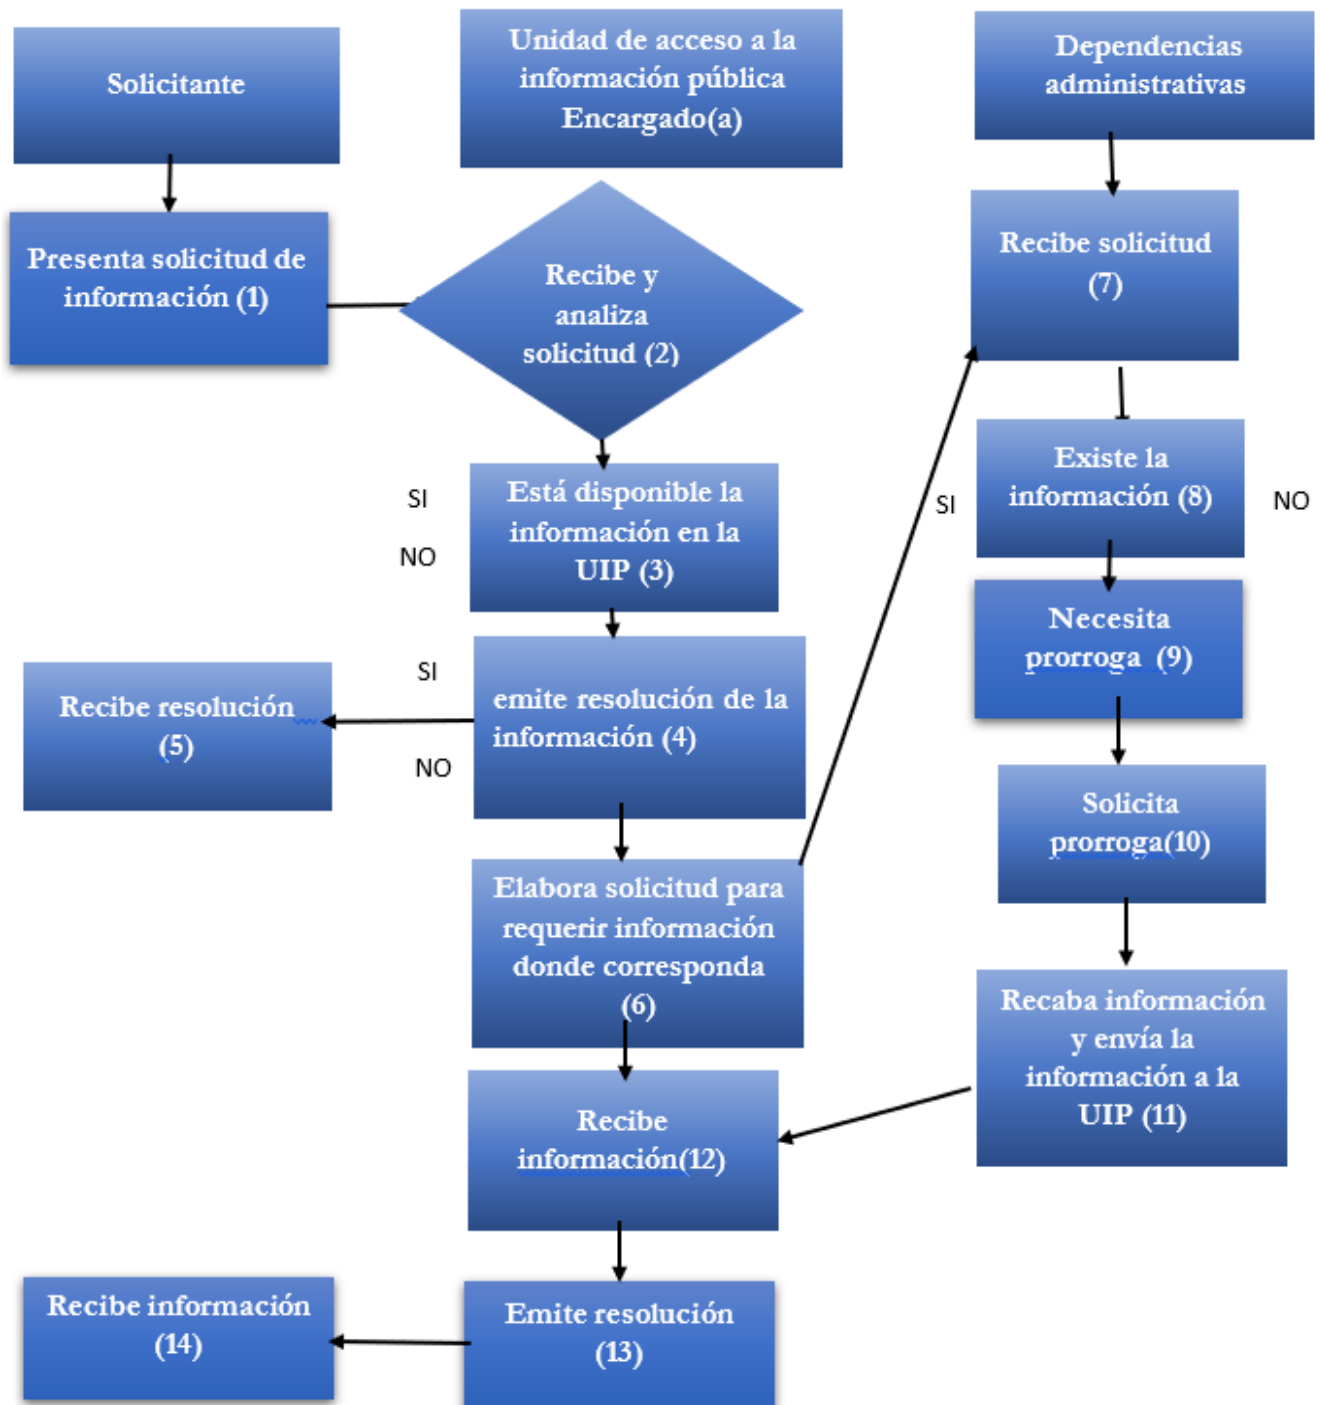 Solicitante
Unidad de acceso a la
información pública
Encargado(a)
Dependencias
administrativas
Presenta solicitud de
información (1)
Recibe y
analiza
solicitud (2)
Recibe solicitud
(7)
SI
NO
Está disponible la
información en la
UIP (3)
SI
Existe la
información (8)
NO
Necesita
prorroga (9)
Recibe resolución
(5)
SI
NO
emite resolución de la
información (4)
Solicita
prorroga(10)
Elabora solicitud para
requerir información
donde corresponda
(6)
Recaba información
y envía la
información a la
UIP (11)
Recibe
información(12)
Recibe información
(14)
Emite resolución
(13)